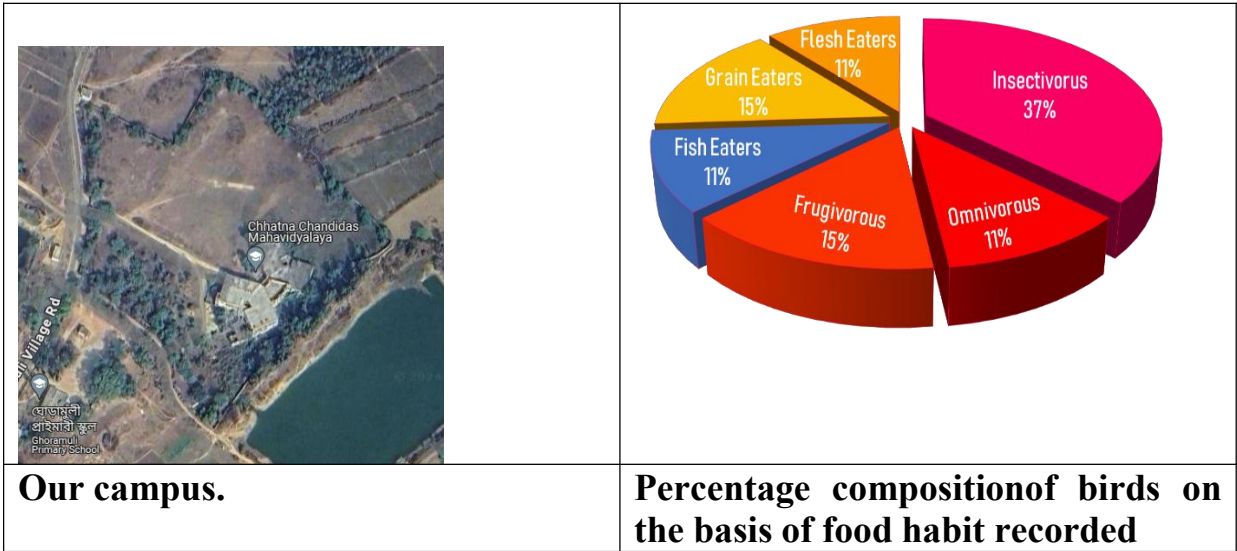 Chhatna Chandidas
Mahavidyalaya
Village Rd
ঘোড়ামুলী
প্রাইমারী স্কুল
Ghoramuli
Primary School
Flesh Eaters
11%
Grain Eaters
15%
Fish Eaters
11%
Frugivorous
15%
Omnivorous
11%
Insectivorus
37%
Our campus.
Percentage compositionof birds on
the basis of food habit recorded